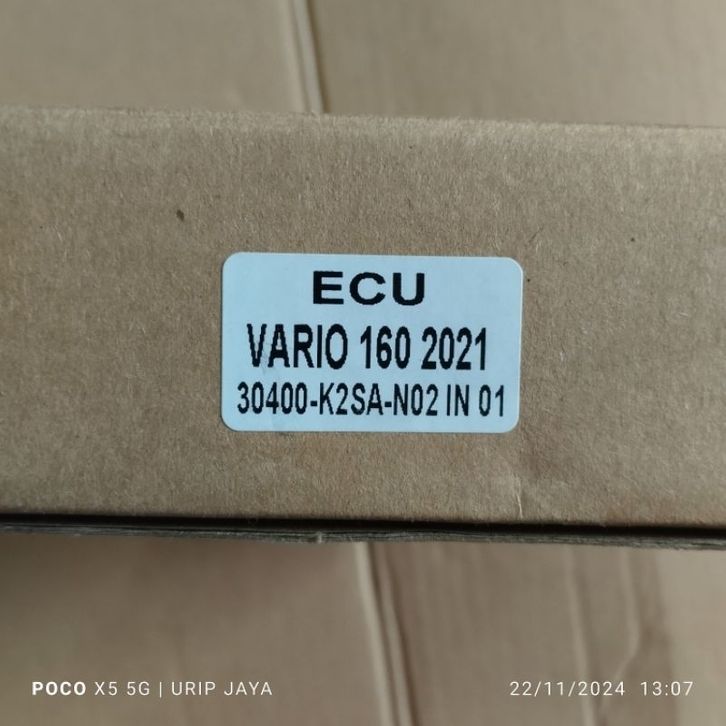 ECU
VARIO 160 2021
30400-K2SA-N02 IN 01
POCO X5 5G | URIP JAYA
22/11/2024 13:07